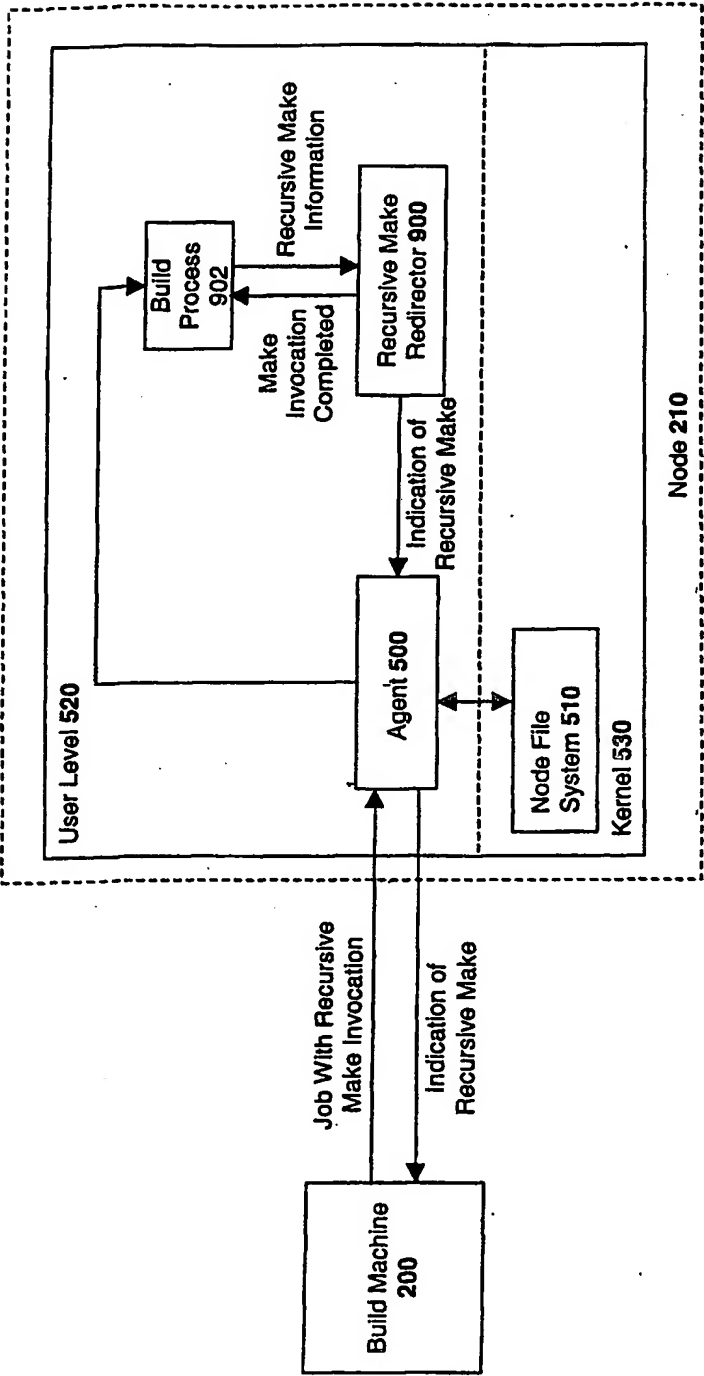 Build Machine
200
Job With Recursive
Make Invocation
Indication of
Recursive Make
User Level 520
Agent 500
Node File
System 510
Kernel 530
Indication of
Recursive Make
Build
Process
902
Make
Invocation
Completed
Recursive Make
Information
Recursive Make
Redirector 900
Node 210